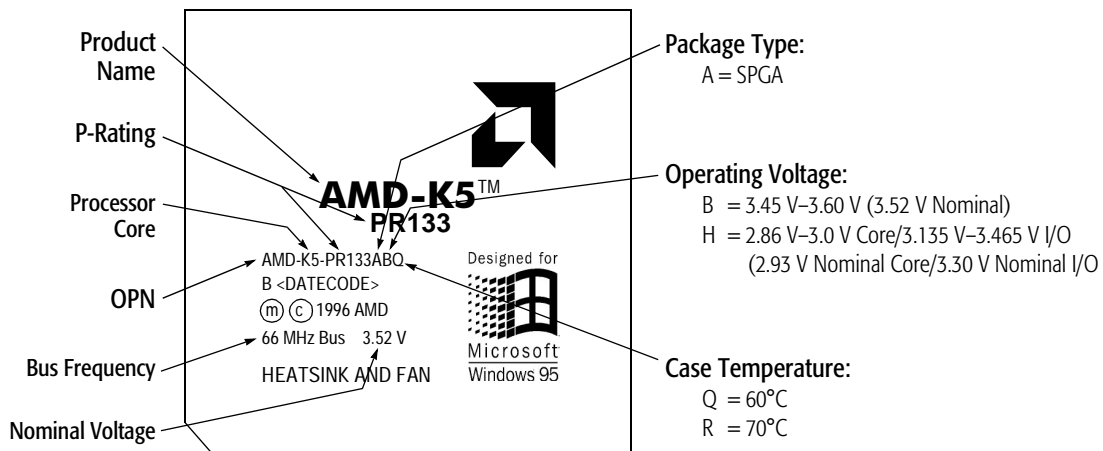 Product
Name
P-Rating
Processor
Core
OPN
Bus Frequency
Nominal Voltage
AMD-K5™
PR133
AMD-K5-PR133ABQ
B <DATECODE>
m c 1996 AMD
66 MHz Bus 3.52 V
HEATSINK AND FAN
Designed for
Microsoft
Windows 95
Package Type:
A = SPGA
Operating Voltage:
B = 3.45 V–3.60 V (3.52 V Nominal)
H = 2.86 V–3.0 V Core/3.135 V–3.465 V I/O
(2.93 V Nominal Core/3.30 V Nominal I/O
Case Temperature:
Q = 60°C
R = 70°C